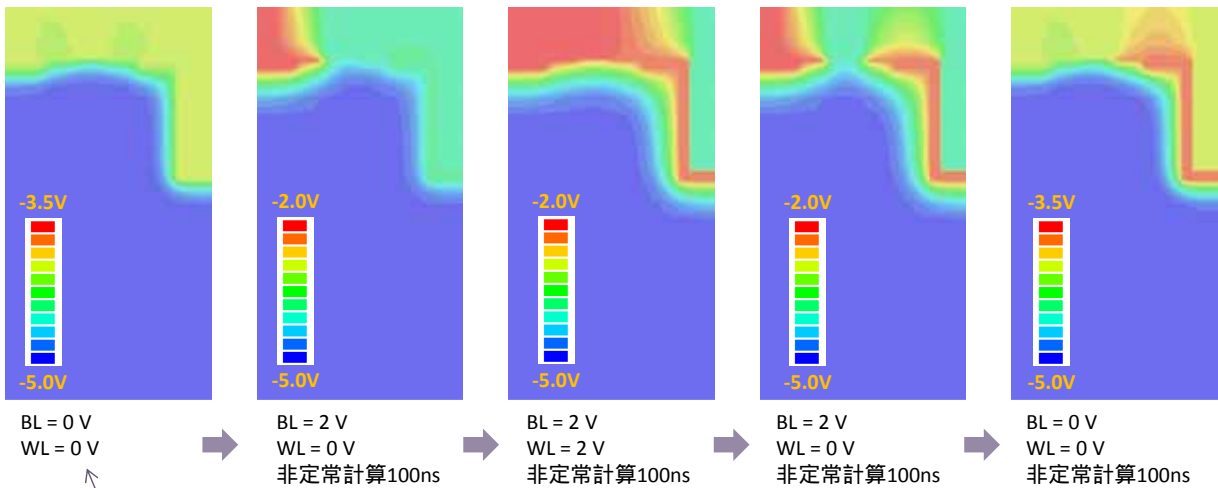 -3.5V
-5.0V
BL = 0 V
WL = 0 V
-2.0V
-5.0V
BL = 2 V
WL = 0 V
非定常計算100ns
-2.0V
-5.0V
BL = 2 V
WL = 2 V
非定常計算100ns
-2.0V
-5.0V
BL = 2 V
WL = 0 V
非定常計算100ns
-3.5V
-5.0V
BL = 0 V
WL = 0 V
非定常計算100ns